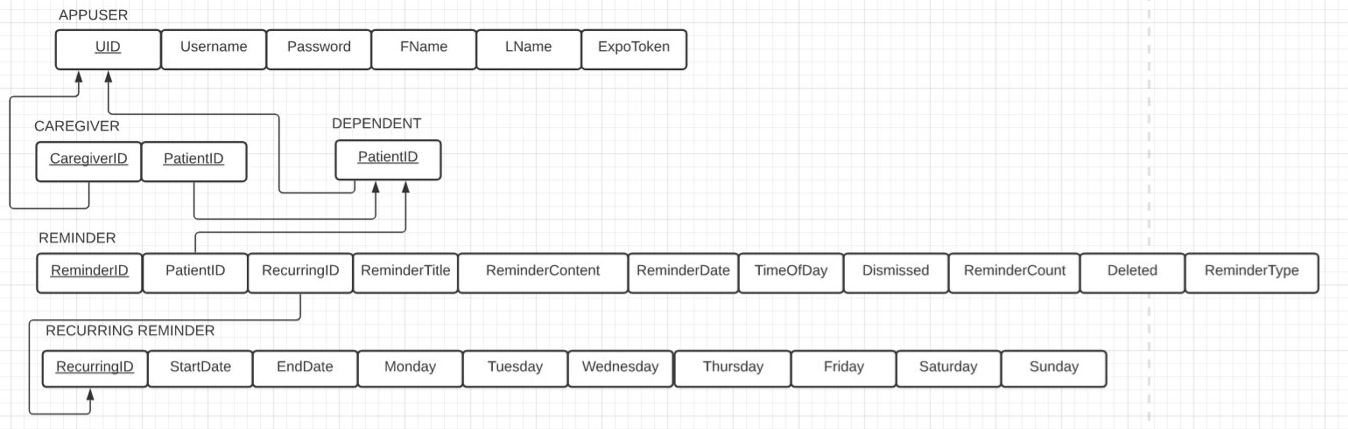 APPUSER
UID Username Password FName LName ExpoToken
CAREGIVER DEPENDENT
CaregiverID PatientID PatientID
REMINDER
ReminderID PatientID RecurringID ReminderTitle ReminderContent ReminderDate TimeOfDay Dismissed ReminderCount Deleted ReminderType
RECURRING REMINDER
RecurringID StartDate EndDate Monday Tuesday Wednesday Thursday Friday Saturday Sunday